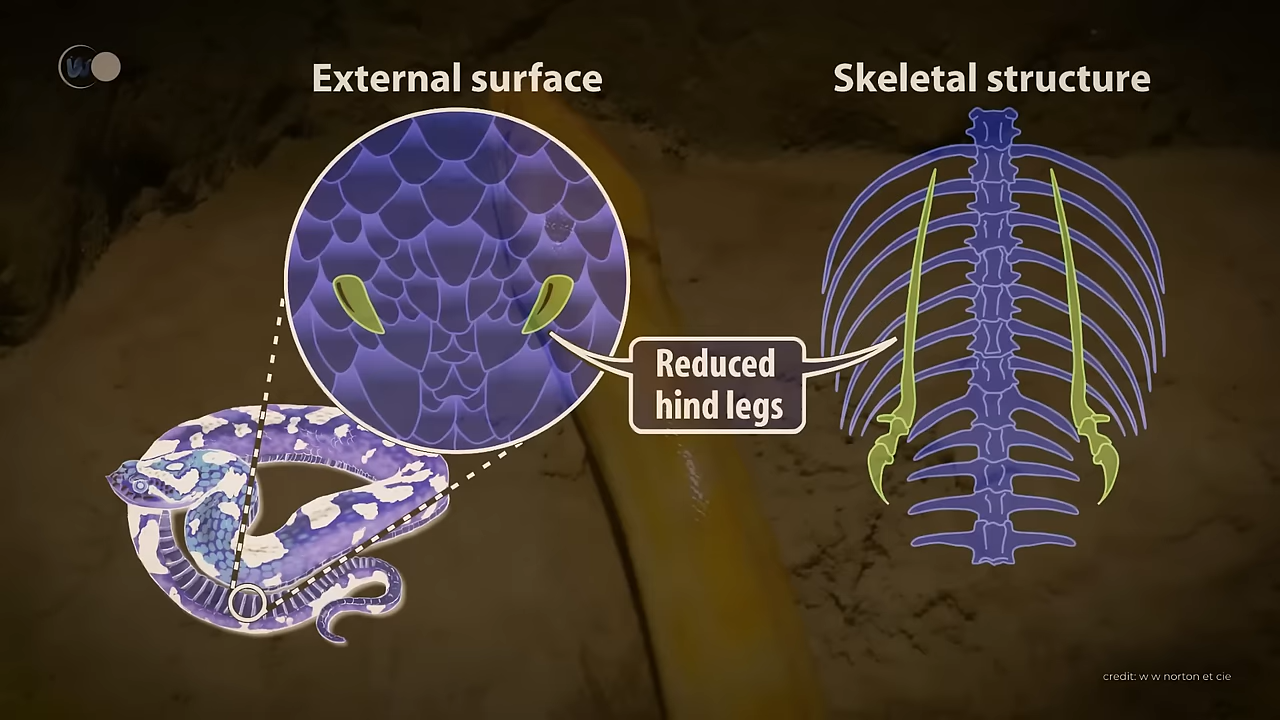 External surface
Skeletal structure
Reduced
hind legs
credit: w w norton et cie